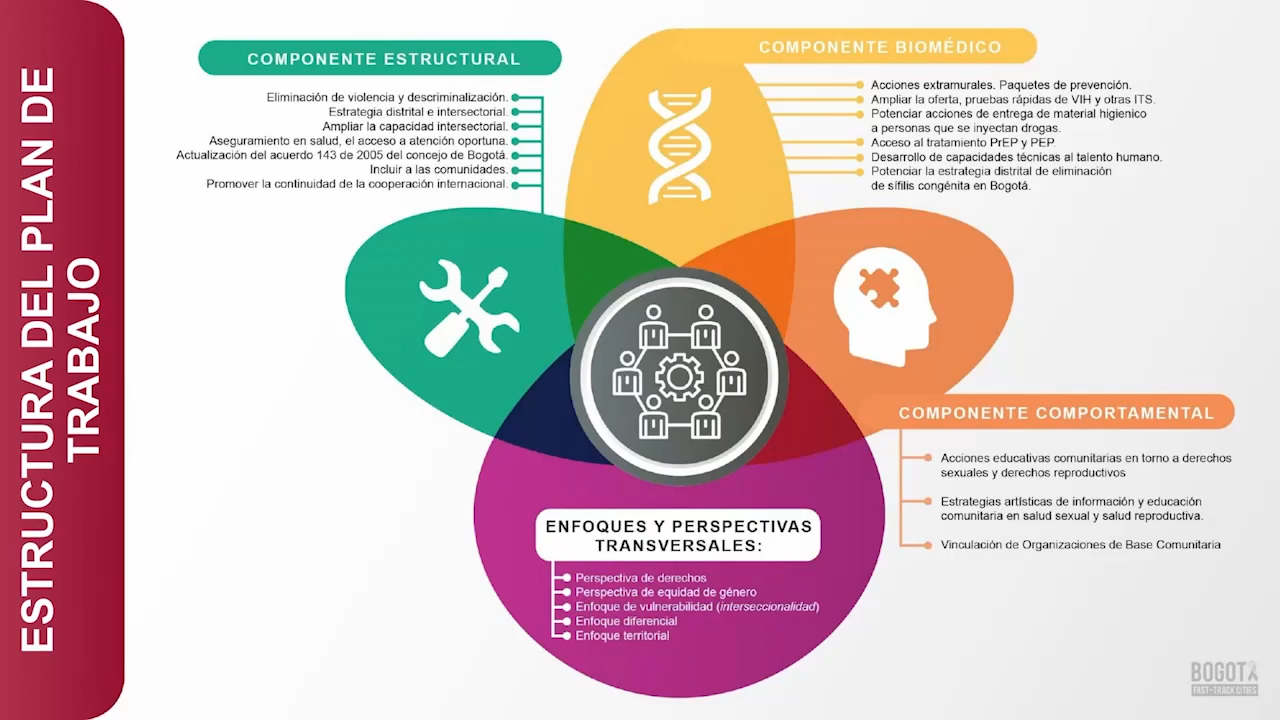 ESTRUCTURA DEL PLAN DE
TRABAJO
COMPONENTE ESTRUCTURAL
Eliminación de violencia y descriminalización.
Estrategia distrital e intersectorial.
Ampliar la capacidad intersectorial.
Aseguramiento en salud, el acceso a atención oportuna.
Actualización del acuerdo 143 de 2005 del concejo de Bogotá.
Incluir a las comunidades.
Promover la continuidad de la cooperación internacional.
COMPONENTE BIOMÉDICO
Acciones extramurales. Paquetes de prevención.
Ampliar la oferta, pruebas rápidas de VIH y otras ITS.
Potenciar acciones de entrega de material higienico
a personas que se inyectan drogas.
Acceso al tratamiento PrEP y PEP.
Desarrollo de capacidades técnicas al talento humano.
Potenciar la estrategia distrital de eliminación
de sífilis congénita en Bogotá.
COMPONENTE COMPORTAMENTAL
Acciones educativas comunitarias en torno a derechos
sexuales y derechos reproductivos
Estrategias artísticas de información y educación
comunitaria en salud sexual y salud reproductiva.
Vinculación de Organizaciones de Base Comunitaria
ENFOQUES Y PERSPECTIVAS
TRANSVERSALES:
Perspectiva de derechos
Perspectiva de equidad de género
Enfoque de vulnerabilidad (interseccionalidad)
Enfoque diferencial
Enfoque territorial
BOGOTA
FAST-TRACK CITIES